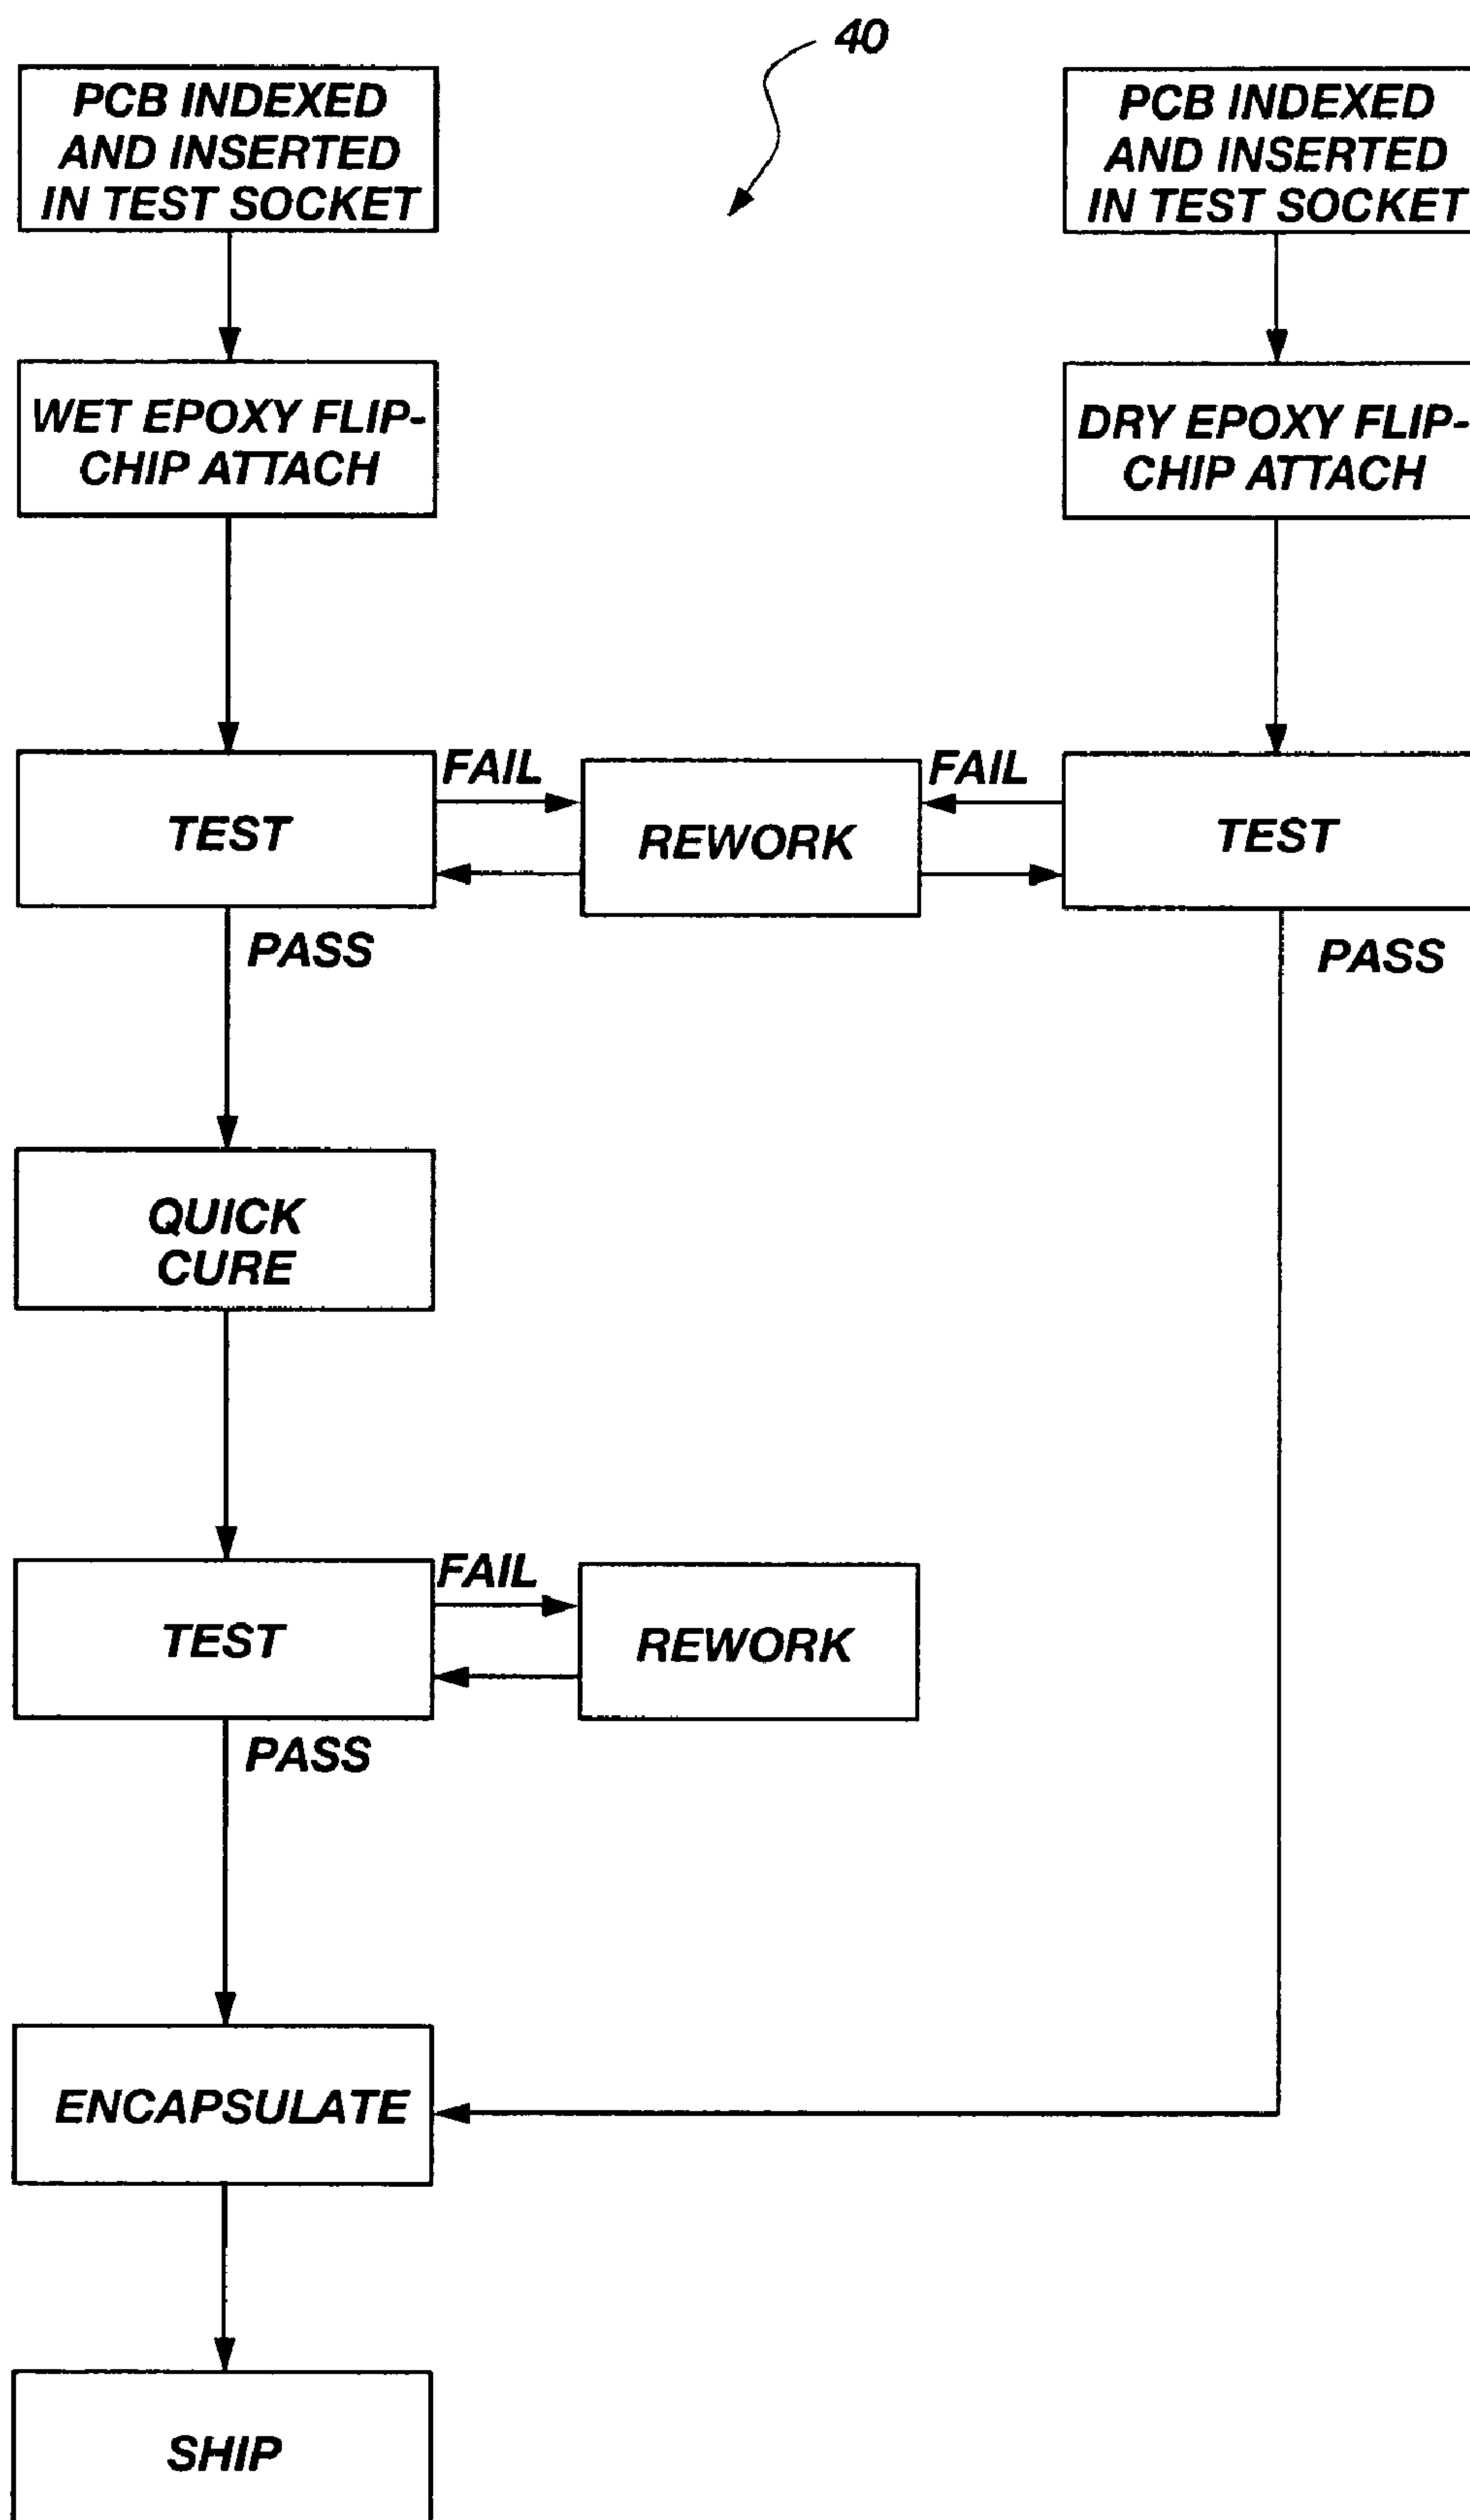 40
PCB INDEXED
AND INSERTED
IN TEST SOCKET
PCB INDEXED
AND INSERTED
IN TEST SOCKET
WET EPOXY FLIP-
CHIP ATTACH
DRY EPOXY FLIP-
CHIP ATTACH
TEST
FAIL
REWORK
FAIL
TEST
PASS
PASS
QUICK
CURE
TEST
FAIL
REWORK
PASS
ENCAPSULATE
SHIP